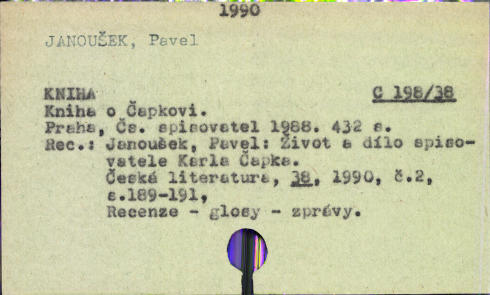 1990
JANOUŠEK, Pavel
KNIHA C 198/38
Kniha o Čapkovi.
Praha, Čs. spisovatel 1988. 432 s.
Rec.: Janoušek, Pavel: Život a dílo spiso-
vatele Karla Čapka.
Česká literatura, 38, 1990, č.2,
s.189-191,
Recenze - glosy - zprávy.